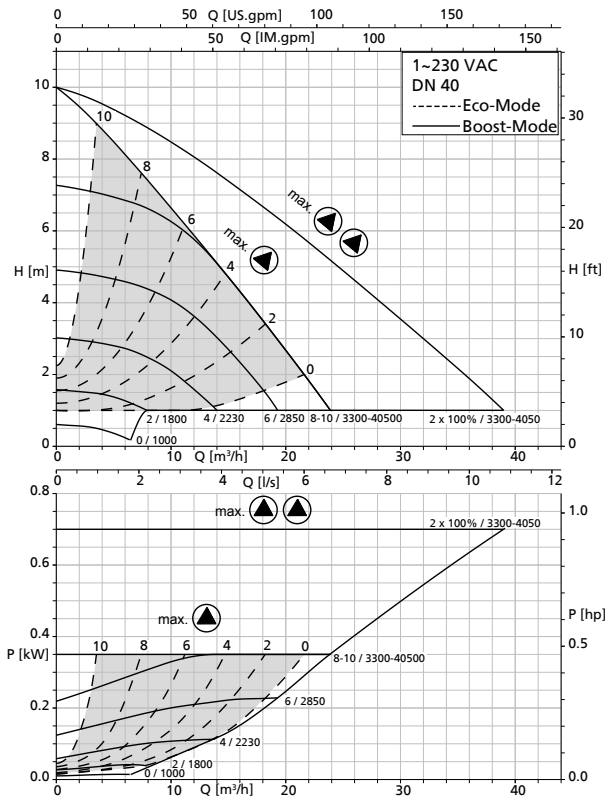 Q [US.gpm]
0 50 100 150
Q [IM.gpm]
0 50 100 150
1~230 VAC
DN 40
Eco-Mode
Boost-Mode
10
8
6
H [m]
4
2
0
30
20
H [ft]
10
0
10
8
6
4
2
0
max.
max.
0 / 1000
2 / 1800
4 / 2230
6 / 2850
8-10 / 3300-40500
2 x 100% / 3300-4050
0 10 Q [m³/h] 20 30 40
0 2 4 Q [l/s] 6 8 10 12
0.8
0.6
0.4
P [kW]
0.2
0.0
1.0
P [hp]
0.5
0.0
max.
2 x 100% / 3300-4050
max.
10 8 6 4 2 0
8-10 / 3300-40500
6 / 2850
4 / 2230
2 / 1800
0 / 1000
0 10 Q [m³/h] 20 30 40